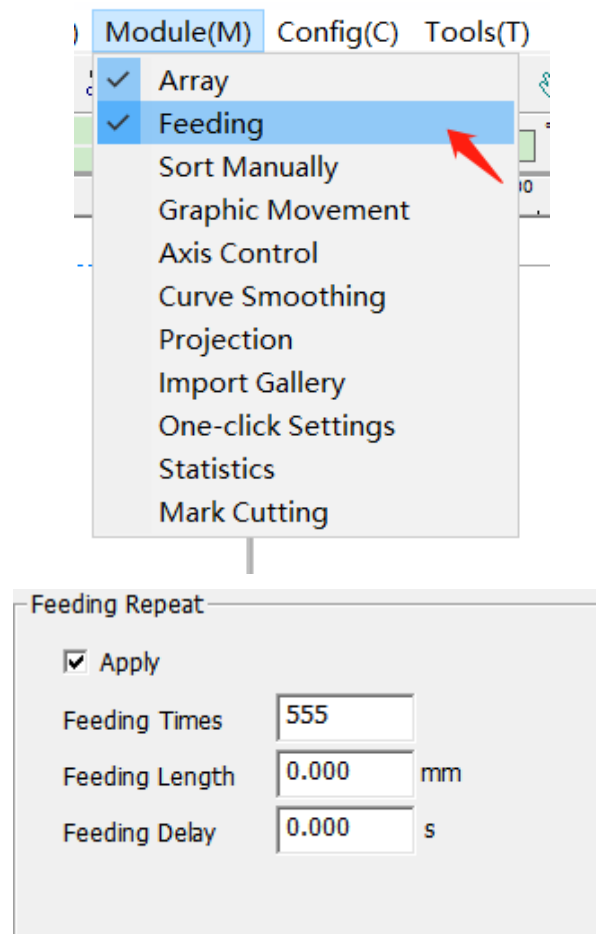 ) Module(M) Config(C) Tools(T)
Array
Feeding
Sort Manually
Graphic Movement
Axis Control
Curve Smoothing
Projection
Import Gallery
One-click Settings
Statistics
Mark Cutting
Feeding Repeat
Apply
Feeding Times 555
Feeding Length 0.000 mm
Feeding Delay 0.000 s